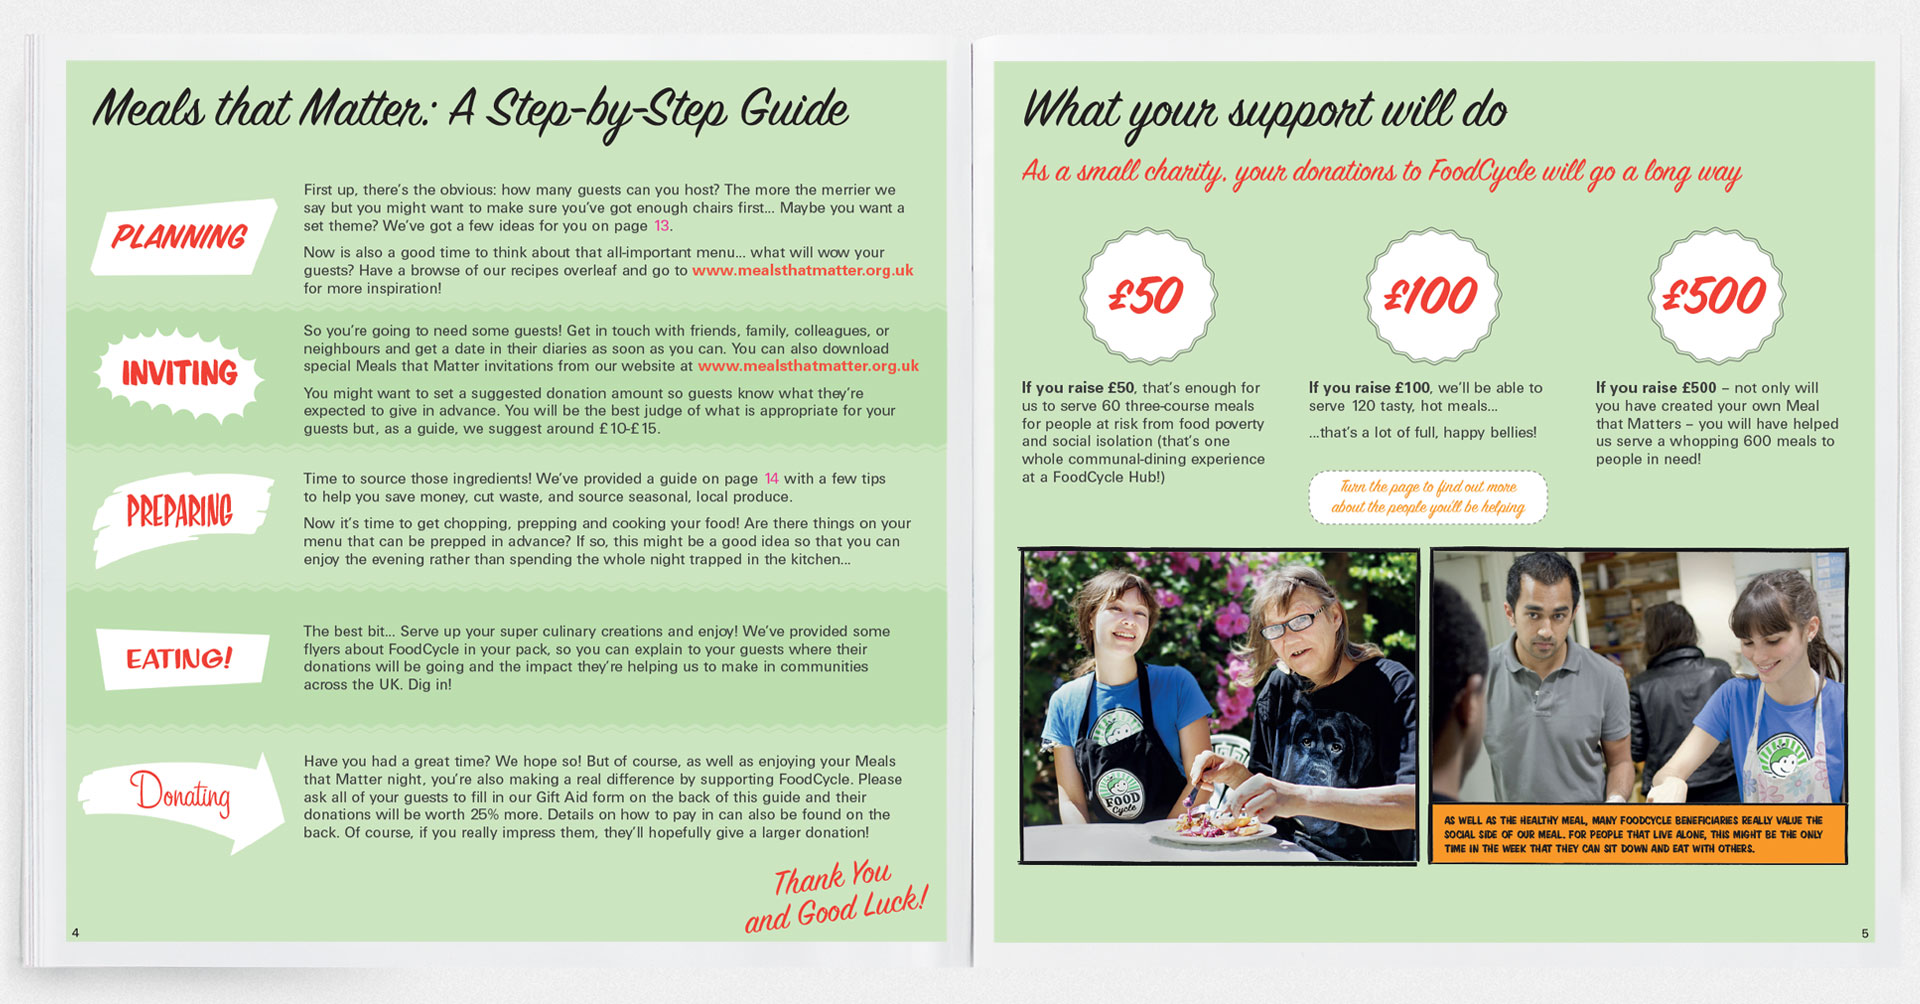 Meals that Matter: A Step-by-Step Guide
PLANNING
First up, there's the obvious: how many guests can you host? The more the merrier we
say but you might want to make sure you've got enough chairs first... Maybe you want a
set theme? We've got a few ideas for you on page 13.
Now is also a good time to think about that all-important menu... what will wow your
guests? Have a browse of our recipes overleaf and go to www.mealsthatmatter.org.uk
for more inspiration!
INVITING
So you're going to need some guests! Get in touch with friends, family, colleagues, or
neighbours and get a date in their diaries as soon as you can. You can also download
special Meals that Matter invitations from our website at www.mealsthatmatter.org.uk
You might want to set a suggested donation amount so guests know what they're
expected to give in advance. You will be the best judge of what is appropriate for your
guests but, as a guide, we suggest around £10-£15.
PREPARING
Time to source those ingredients! We've provided a guide on page 14 with a few tips
to help you save money, cut waste, and source seasonal, local produce.
Now it's time to get chopping, prepping and cooking your food! Are there things on your
menu that can be prepped in advance? If so, this might be a good idea so that you can
enjoy the evening rather than spending the whole night trapped in the kitchen...
EATING!
The best bit... Serve up your super culinary creations and enjoy! We've provided some
flyers about FoodCycle in your pack, so you can explain to your guests where their
donations will be going and the impact they're helping us to make in communities
across the UK. Dig in!
Donating
Have you had a great time? We hope so! But of course, as well as enjoying your Meals
that Matter night, you're also making a real difference by supporting FoodCycle. Please
ask all of your guests to fill in our Gift Aid form on the back of this guide and their
donations will be worth 25% more. Details on how to pay in can also be found on the
back. Of course, if you really impress them, they'll hopefully give a larger donation!
Thank You
and Good Luck!
4
What your support will do
As a small charity, your donations to FoodCycle will go a long way
£50
If you raise £50, that's enough for
us to serve 60 three-course meals
for people at risk from food poverty
and social isolation (that's one
whole communal-dining experience
at a FoodCycle Hub!)
£100
If you raise £100, we'll be able to
serve 120 tasty, hot meals...
...that's a lot of full, happy bellies!
Turn the page to find out more
about the people you'll be helping
£500
If you raise £500 – not only will
you have created your own Meal
that Matters – you will have helped
us serve a whopping 600 meals to
people in need!
FOOD
Cycle
AS WELL AS THE HEALTHY MEAL, MANY FOODCYCLE BENEFICIARIES REALLY VALUE THE
SOCIAL SIDE OF OUR MEAL. FOR PEOPLE THAT LIVE ALONE, THIS MIGHT BE THE ONLY
TIME IN THE WEEK THAT THEY CAN SIT DOWN AND EAT WITH OTHERS.
5